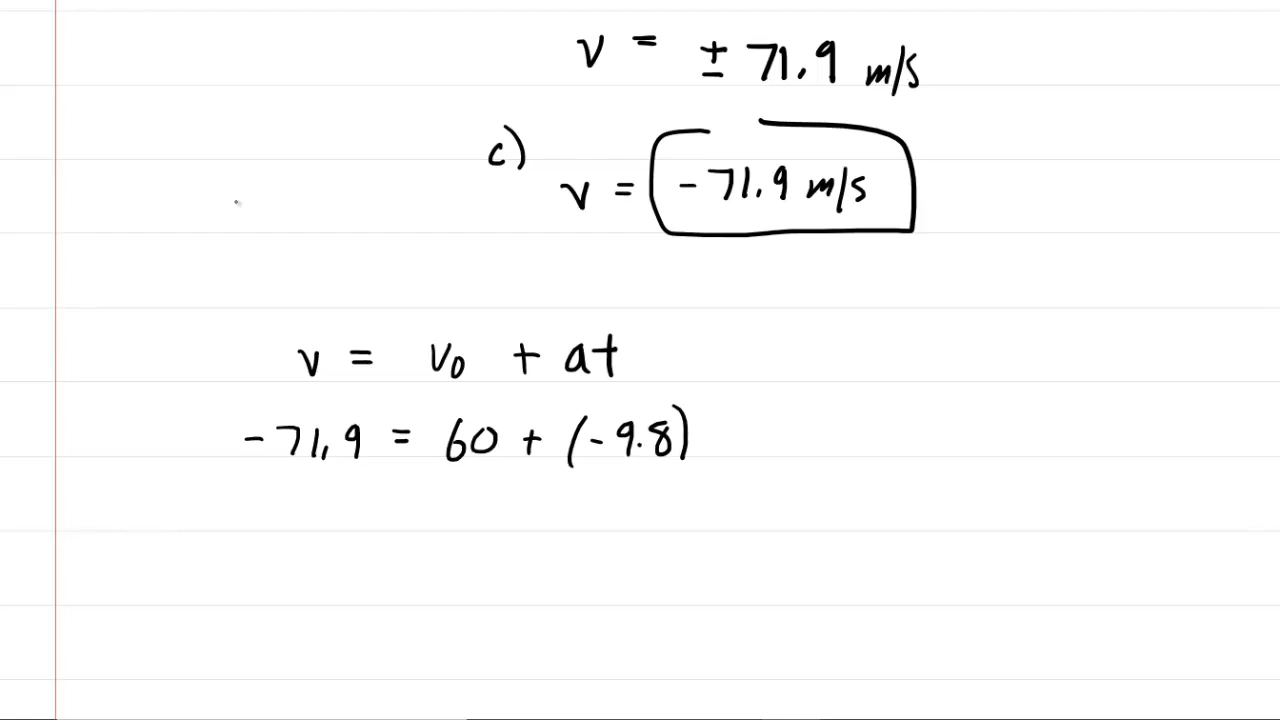 v = ± 71.9 m/s
c)
v = - 71.9 m/s
v = v₀ + at
-71.9 = 60 + (-9.8)